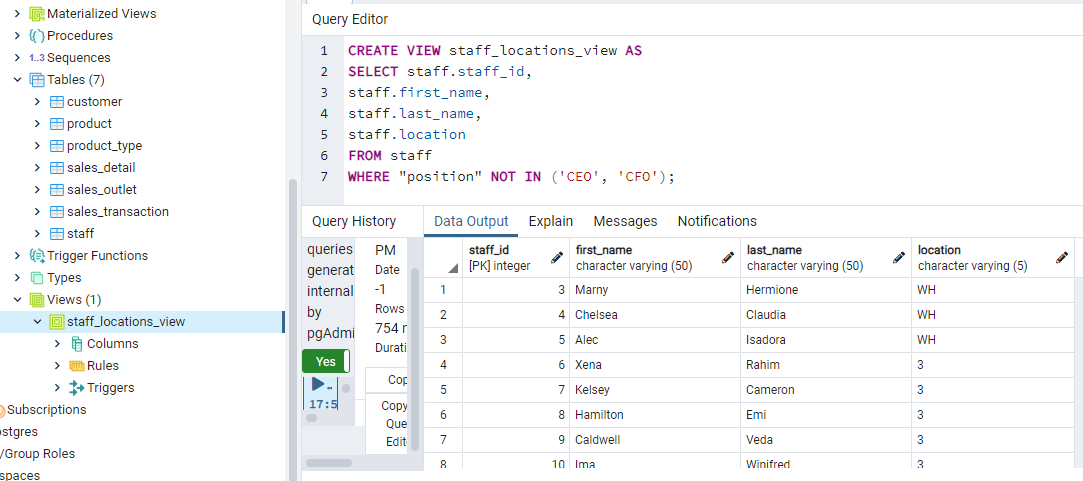 Materialized Views
Procedures
1..3 Sequences
Tables (7)
customer
product
product_type
sales_detail
sales_outlet
sales_transaction
staff
Trigger Functions
Types
Views (1)
staff_locations_view
Columns
Rules
Triggers
Subscriptions
ostgres
/Group Roles
spaces
Query Editor
1 CREATE VIEW staff_locations_view AS
2 SELECT staff.staff_id,
3 staff.first_name,
4 staff.last_name,
5 staff.location
6 FROM staff
7 WHERE "position" NOT IN ('CEO', 'CFO');
Query History
queries
generat
internal
by
pgAdmi
Yes
17:5
PM
Date
-1
Rows
754 m
Durati
Cop
Copy
Que
Edit
Data Output Explain Messages Notifications
staff_id first_name last_name location
[PK] integer character varying (50) character varying (50) character varying (5)
1 3 Marny Hermione WH
2 4 Chelsea Claudia WH
3 5 Alec Isadora WH
4 6 Xena Rahim 3
5 7 Kelsey Cameron 3
6 8 Hamilton Emi 3
7 9 Caldwell Veda 3
8 10 Ima Winifred 3